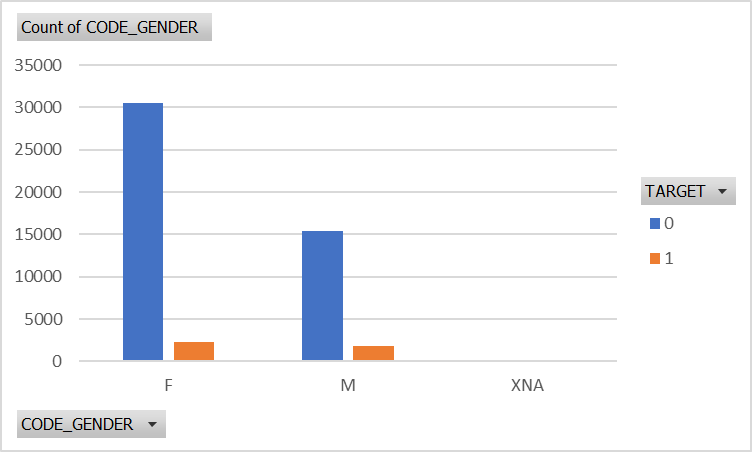 Count of CODE_GENDER
35000
30000
25000
20000
15000
10000
5000
0
F M XNA
TARGET
0
1
CODE_GENDER